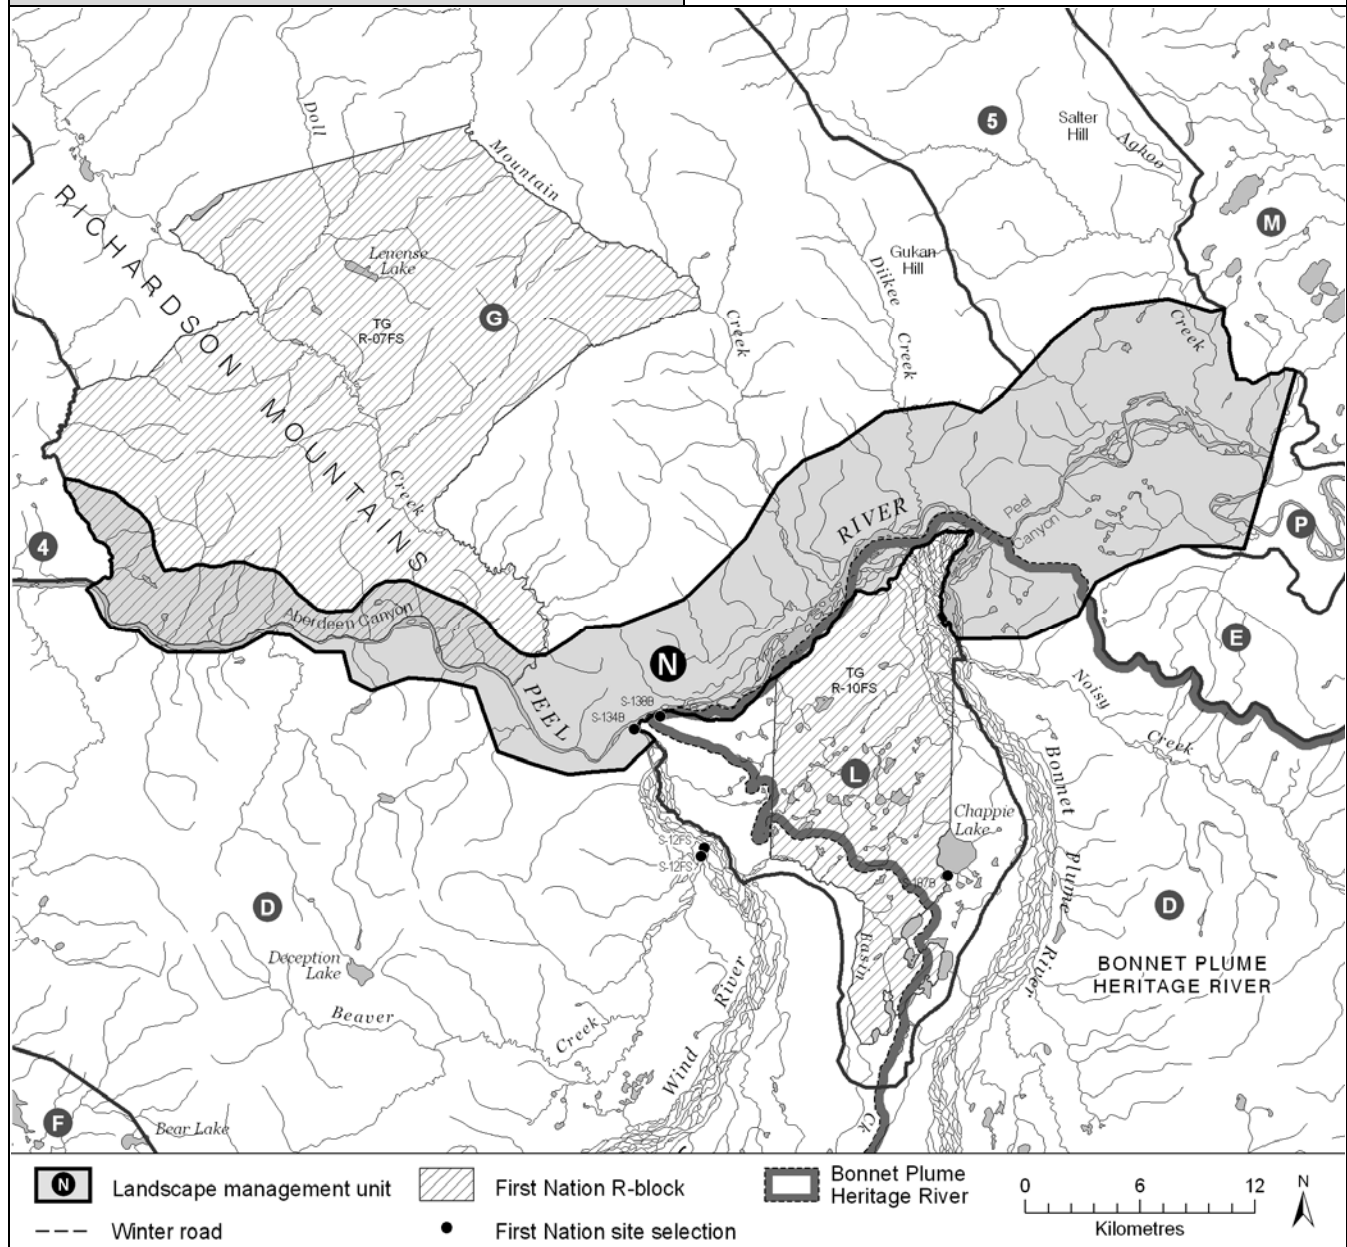 Doll
Mountain
5
Salter
Hill
Aghoo
M
RICHARDSON MOUNTAINS
Lenense
Lake
TG
R-07FS
G
Gukan
Hill
Diikee
Creek
Creek
Creek
Creek
4
RIVER
Peel
Canyon
P
Aberdeen Canyon
N
E
PEEL
TG
R-10FS
S-138B
S-134B
Noisy
Creek
L
Chappie
Lake
Bonnet
Plume
River
S-12FS
S-12FS
D
D
Deception
Lake
Basin
BONNET PLUME
HERITAGE RIVER
Beaver
Creek
Wind
River
Ck
F
Bear Lake
N
Landscape management unit
First Nation R-block
Bonnet Plume
Heritage River
0 6 12
Kilometres
N
Winter road
First Nation site selection